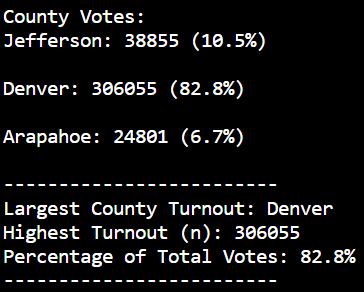 County Votes:
Jefferson: 38855 (10.5%)
Denver: 306055 (82.8%)
Arapahoe: 24801 (6.7%)
-------------------------
Largest County Turnout: Denver
Highest Turnout (n): 306055
Percentage of Total Votes: 82.8%
-------------------------